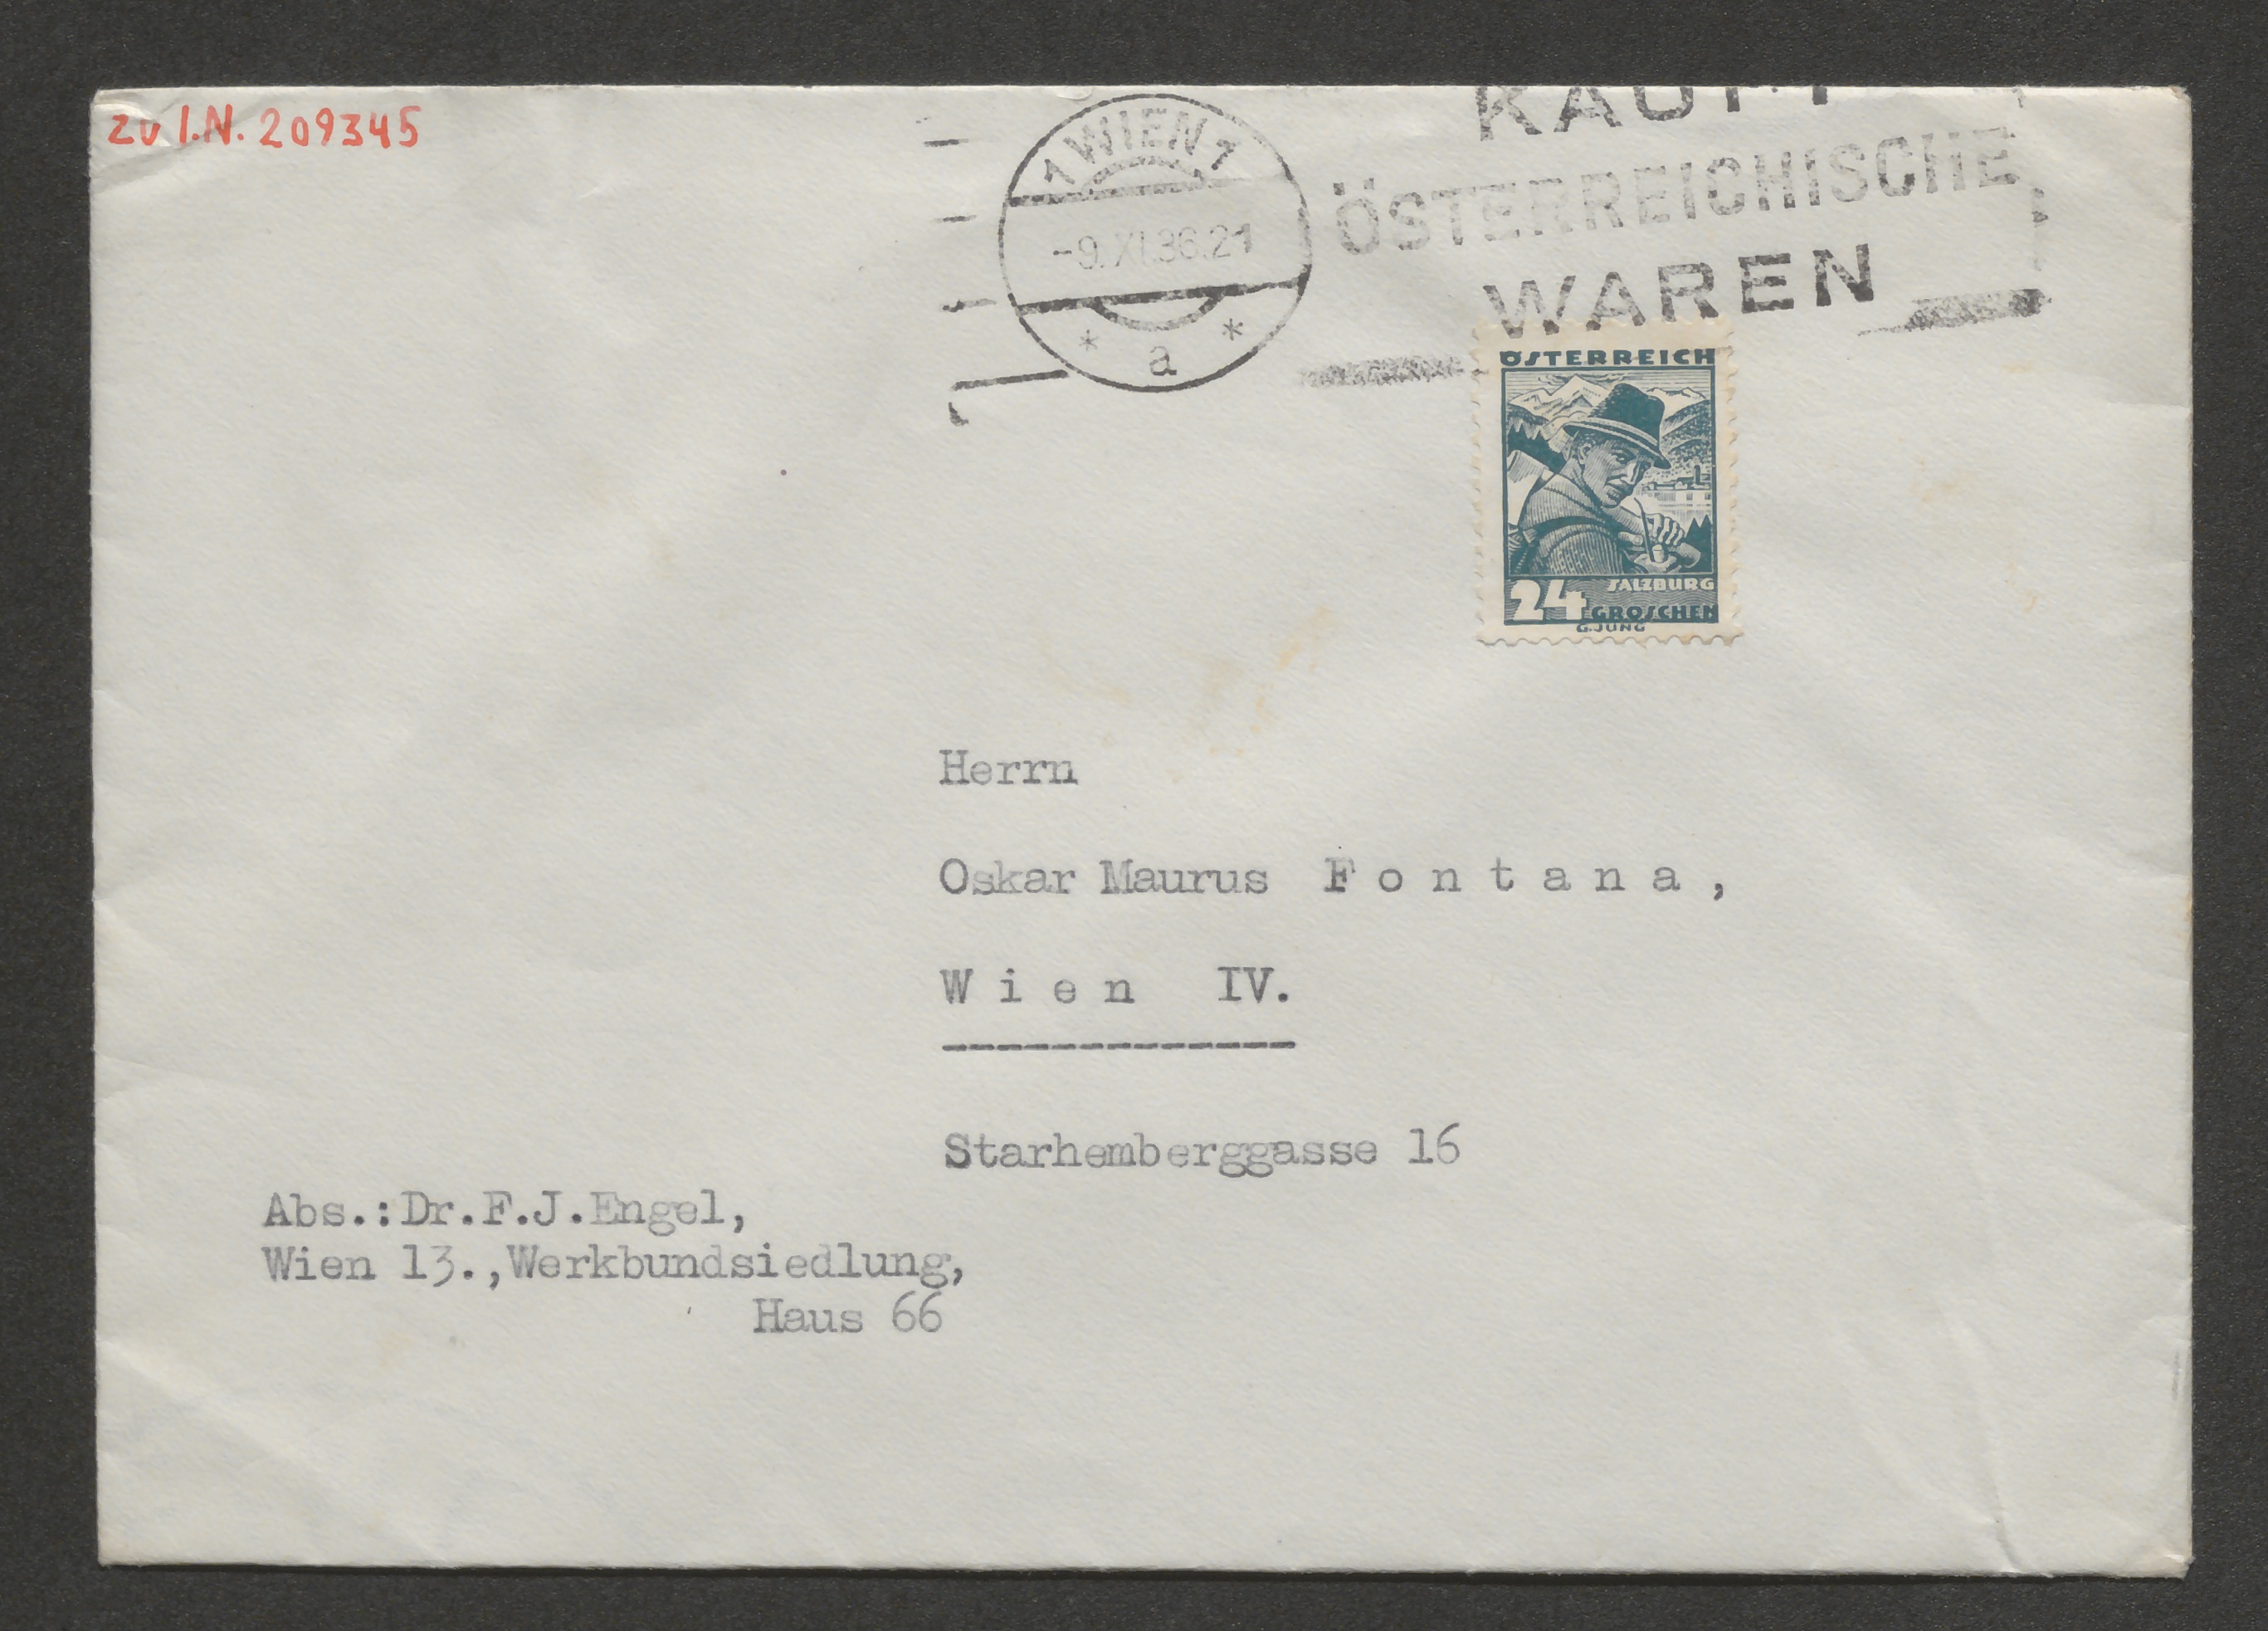 zu I.N. 209345
1 WIEN 1
-9.XI.36.21
* a *
KAUFT
ÖSTERREICHISCHE
WAREN
ÖSTERREICH
SALZBURG
24 GROSCHEN
G.JUNG
Herrn
Oskar Maurus F o n t a n a ,
W i e n IV.
Starhemberggasse 16
Abs.:Dr.F.J.Engel,
Wien 13.,Werkbundsiedlung,
Haus 66